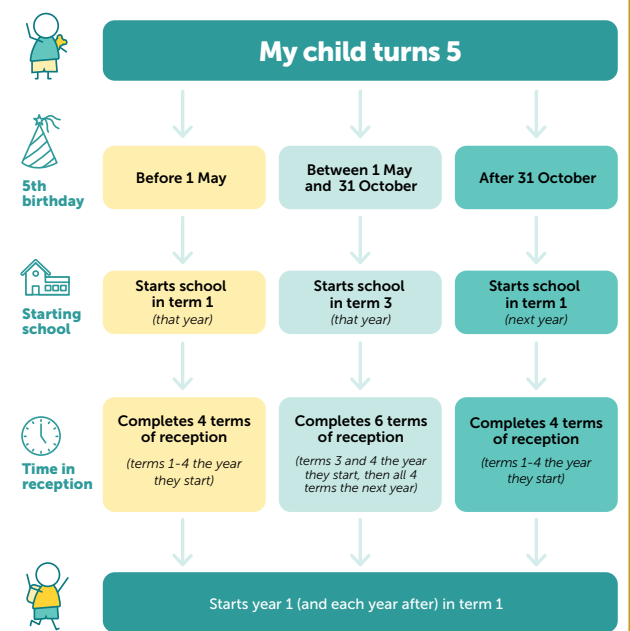 My child turns 5
5th
birthday
Before 1 May
Between 1 May
and 31 October
After 31 October
Starting
school
Starts school
in term 1
(that year)
Starts school
in term 3
(that year)
Starts school
in term 1
(next year)
Time in
reception
Completes 4 terms
of reception
(terms 1-4 the year
they start)
Completes 6 terms
of reception
(terms 3 and 4 the year
they start, then all 4
terms the next year)
Completes 4 terms
of reception
(terms 1-4 the year
they start)
Starts year 1 (and each year after) in term 1